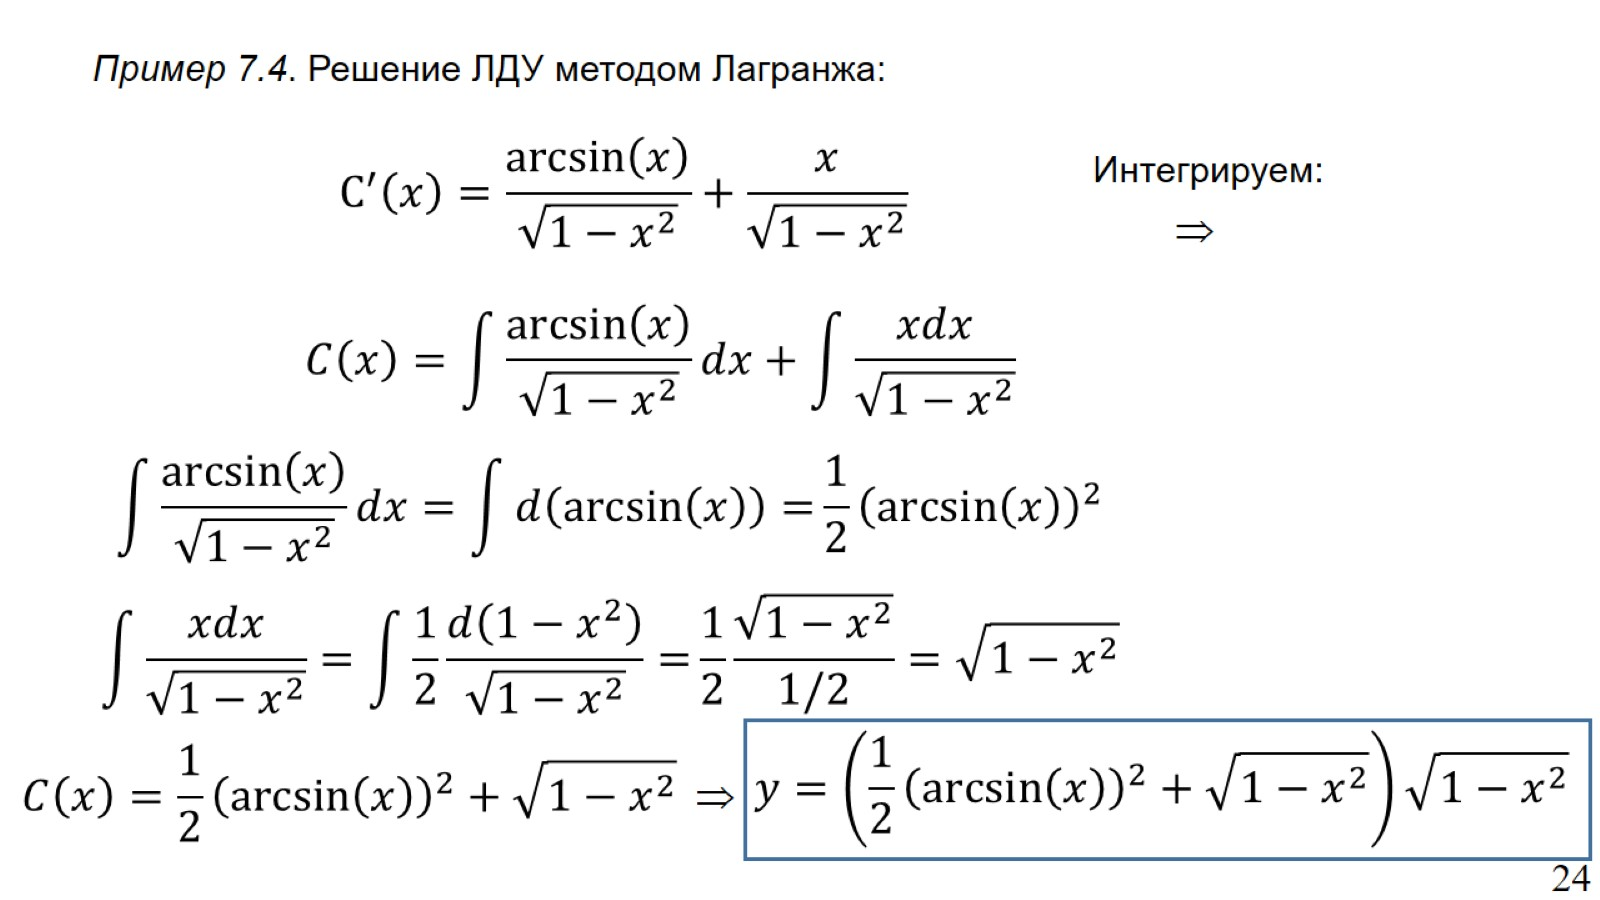 Пример 7.4. Решение ЛДУ методом Лагранжа:
C′(x) = arcsin(x)/√(1 − x²) + x/√(1 − x²)
Интегрируем:
⇒
C(x) = ∫ arcsin(x)/√(1 − x²) dx + ∫ xdx/√(1 − x²)
∫ arcsin(x)/√(1 − x²) dx = ∫ d(arcsin(x)) = 1/2 (arcsin(x))²
∫ xdx/√(1 − x²) = ∫ 1/2 d(1 − x²)/√(1 − x²) = 1/2 √(1 − x²)/(1/2) = √(1 − x²)
C(x) = 1/2 (arcsin(x))² + √(1 − x²) ⇒ y = (1/2 (arcsin(x))² + √(1 − x²)) √(1 − x²)
24